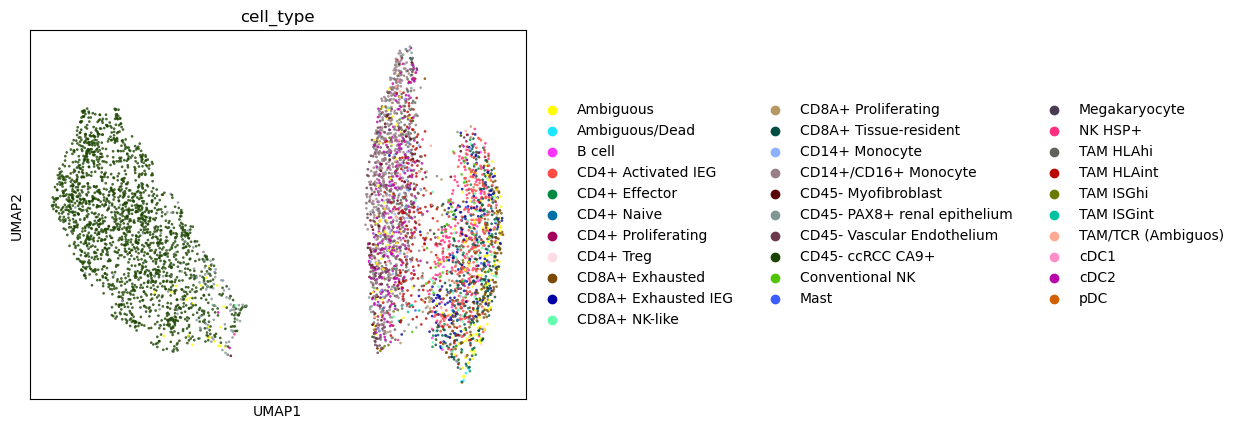 cell_type
UMAP2
UMAP1
Ambiguous
Ambiguous/Dead
B cell
CD4+ Activated IEG
CD4+ Effector
CD4+ Naive
CD4+ Proliferating
CD4+ Treg
CD8A+ Exhausted
CD8A+ Exhausted IEG
CD8A+ NK-like
CD8A+ Proliferating
CD8A+ Tissue-resident
CD14+ Monocyte
CD14+/CD16+ Monocyte
CD45- Myofibroblast
CD45- PAX8+ renal epithelium
CD45- Vascular Endothelium
CD45- ccRCC CA9+
Conventional NK
Mast
Megakaryocyte
NK HSP+
TAM HLAhi
TAM HLAint
TAM ISGhi
TAM ISGint
TAM/TCR (Ambiguos)
cDC1
cDC2
pDC